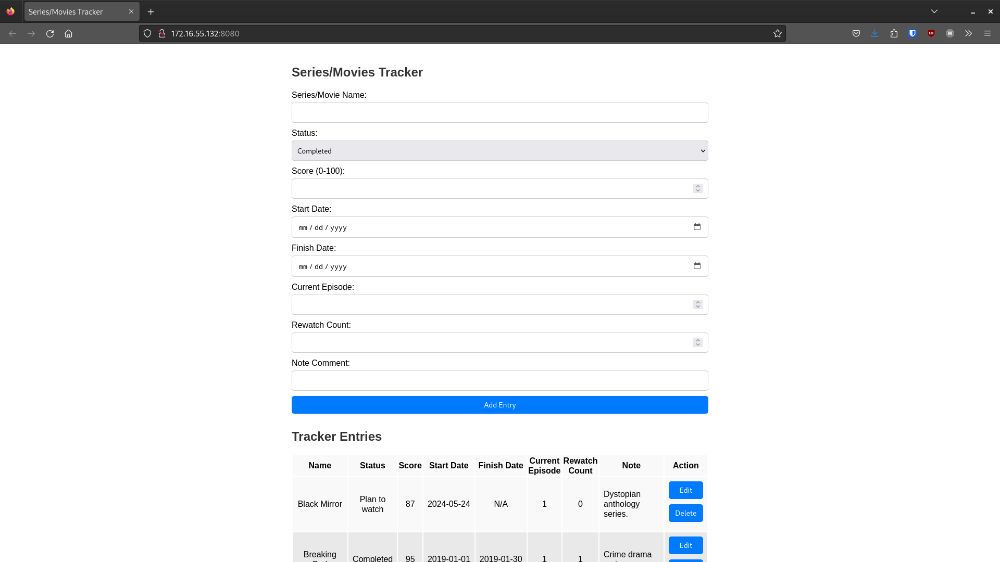 Series/Movies Tracker
172.16.55.132:8080
Series/Movies Tracker
Series/Movie Name:
Status:
Completed
Score (0-100):
Start Date:
mm / dd / yyyy
Finish Date:
mm / dd / yyyy
Current Episode:
Rewatch Count:
Note Comment:
Add Entry
Tracker Entries
Name Status Score Start Date Finish Date Current Episode Rewatch Count Note Action
Black Mirror Plan to watch 87 2024-05-24 N/A 1 0 Dystopian anthology series. Edit Delete
Breaking Completed 95 2019-01-01 2019-01-30 1 1 Crime drama Edit